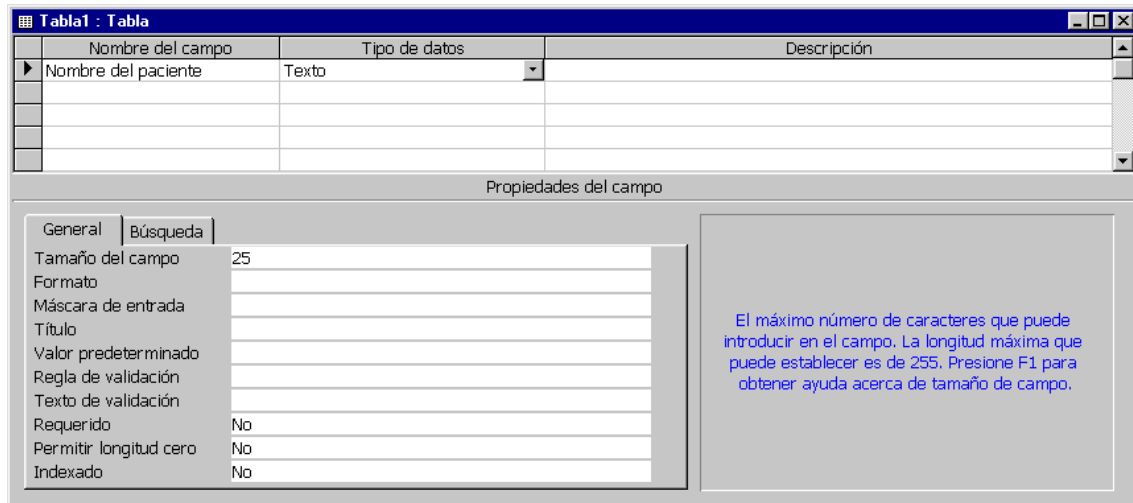 Tabla1 : Tabla
Nombre del campo Tipo de datos Descripción
Nombre del paciente Texto
Propiedades del campo
General Búsqueda
Tamaño del campo 25
Formato
Máscara de entrada
Título
Valor predeterminado
Regla de validación
Texto de validación
Requerido No
Permitir longitud cero No
Indexado No
El máximo número de caracteres que puede
introducir en el campo. La longitud máxima que
puede establecer es de 255. Presione F1 para
obtener ayuda acerca de tamaño de campo.